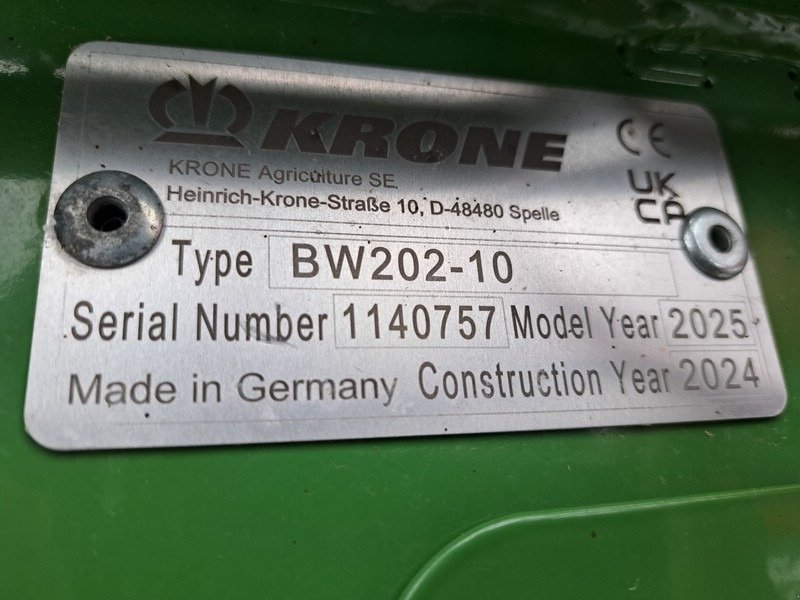 KRONE
CE
KRONE Agriculture SE
Heinrich-Krone-Straße 10, D-48480 Spelle
UK
CA
Type BW202-10
Serial Number 1140757 Model Year 2025
Made in Germany Construction Year 2024